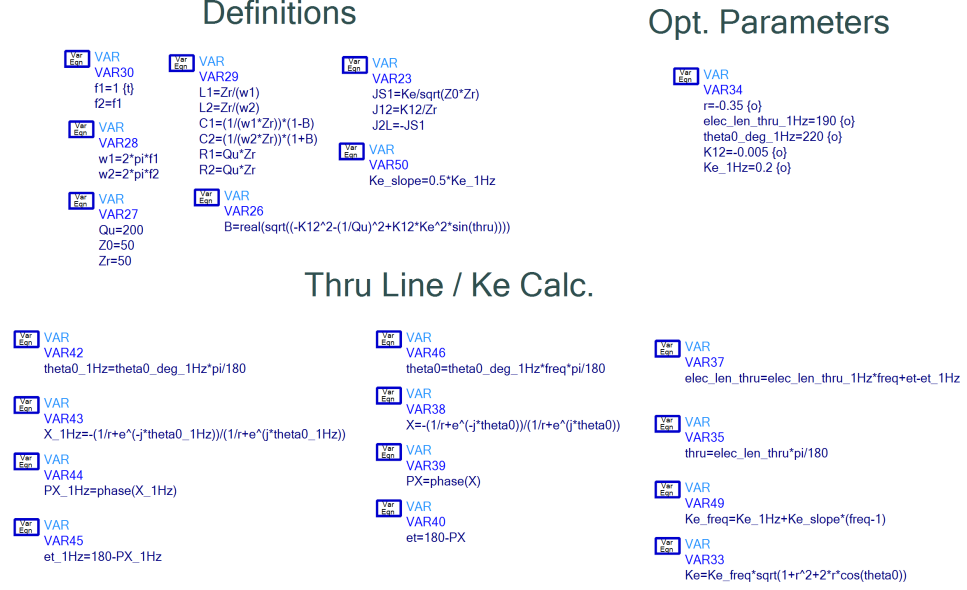 Definitions
Var
Eqn
VAR
VAR30
f1=1 {t}
f2=f1
Var
Eqn
VAR
VAR28
w1=2*pi*f1
w2=2*pi*f2
Var
Eqn
VAR
VAR27
Qu=200
Z0=50
Zr=50
Var
Eqn
VAR
VAR29
L1=Zr/(w1)
L2=Zr/(w2)
C1=(1/(w1*Zr))*(1-B)
C2=(1/(w2*Zr))*(1+B)
R1=Qu*Zr
R2=Qu*Zr
Var
Eqn
VAR
VAR26
B=real(sqrt((-K12^2-(1/Qu)^2+K12*Ke^2*sin(thru))))
Var
Eqn
VAR
VAR23
JS1=Ke/sqrt(Z0*Zr)
J12=K12/Zr
J2L=-JS1
Var
Eqn
VAR
VAR50
Ke_slope=0.5*Ke_1Hz
Opt. Parameters
Var
Eqn
VAR
VAR34
r=-0.35 {o}
elec_len_thru_1Hz=190 {o}
theta0_deg_1Hz=220 {o}
K12=-0.005 {o}
Ke_1Hz=0.2 {o}
Thru Line / Ke Calc.
Var
Eqn
VAR
VAR42
theta0_1Hz=theta0_deg_1Hz*pi/180
Var
Eqn
VAR
VAR43
X_1Hz=-(1/r+e^(-j*theta0_1Hz))/(1/r+e^(j*theta0_1Hz))
Var
Eqn
VAR
VAR44
PX_1Hz=phase(X_1Hz)
Var
Eqn
VAR
VAR45
et_1Hz=180-PX_1Hz
Var
Eqn
VAR
VAR46
theta0=theta0_deg_1Hz*freq*pi/180
Var
Eqn
VAR
VAR38
X=-(1/r+e^(-j*theta0))/(1/r+e^(j*theta0))
Var
Eqn
VAR
VAR39
PX=phase(X)
Var
Eqn
VAR
VAR40
et=180-PX
Var
Eqn
VAR
VAR37
elec_len_thru=elec_len_thru_1Hz*freq+et-et_1Hz
Var
Eqn
VAR
VAR35
thru=elec_len_thru*pi/180
Var
Eqn
VAR
VAR49
Ke_freq=Ke_1Hz+Ke_slope*(freq-1)
Var
Eqn
VAR
VAR33
Ke=Ke_freq*sqrt(1+r^2+2*r*cos(theta0))